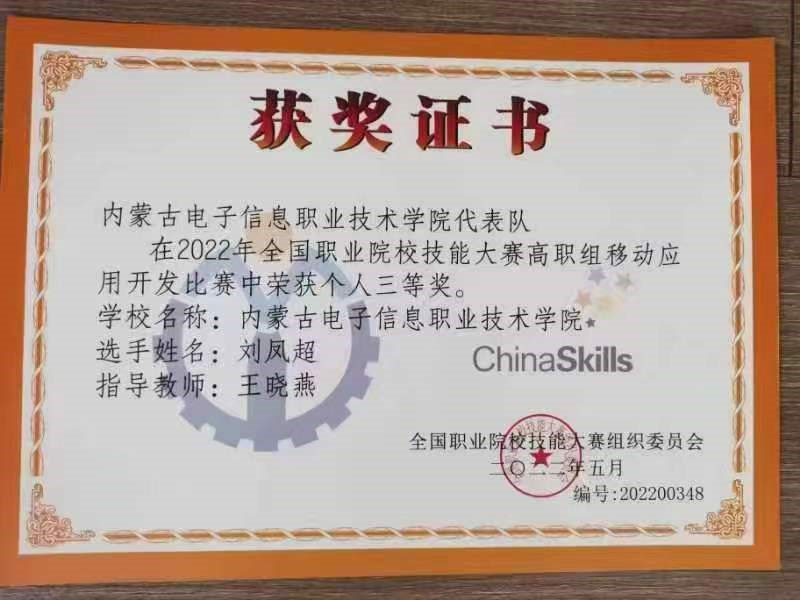 获奖证书
内蒙古电子信息职业技术学院代表队
在2022年全国职业院校技能大赛高职组移动应
用开发比赛中荣获个人三等奖。
学校名称：内蒙古电子信息职业技术学院
选手姓名：刘凤超
指导教师：王晓燕
ChinaSkills
全国职业院校技能大赛组织委员会
二〇二二年五月
编号:202200348